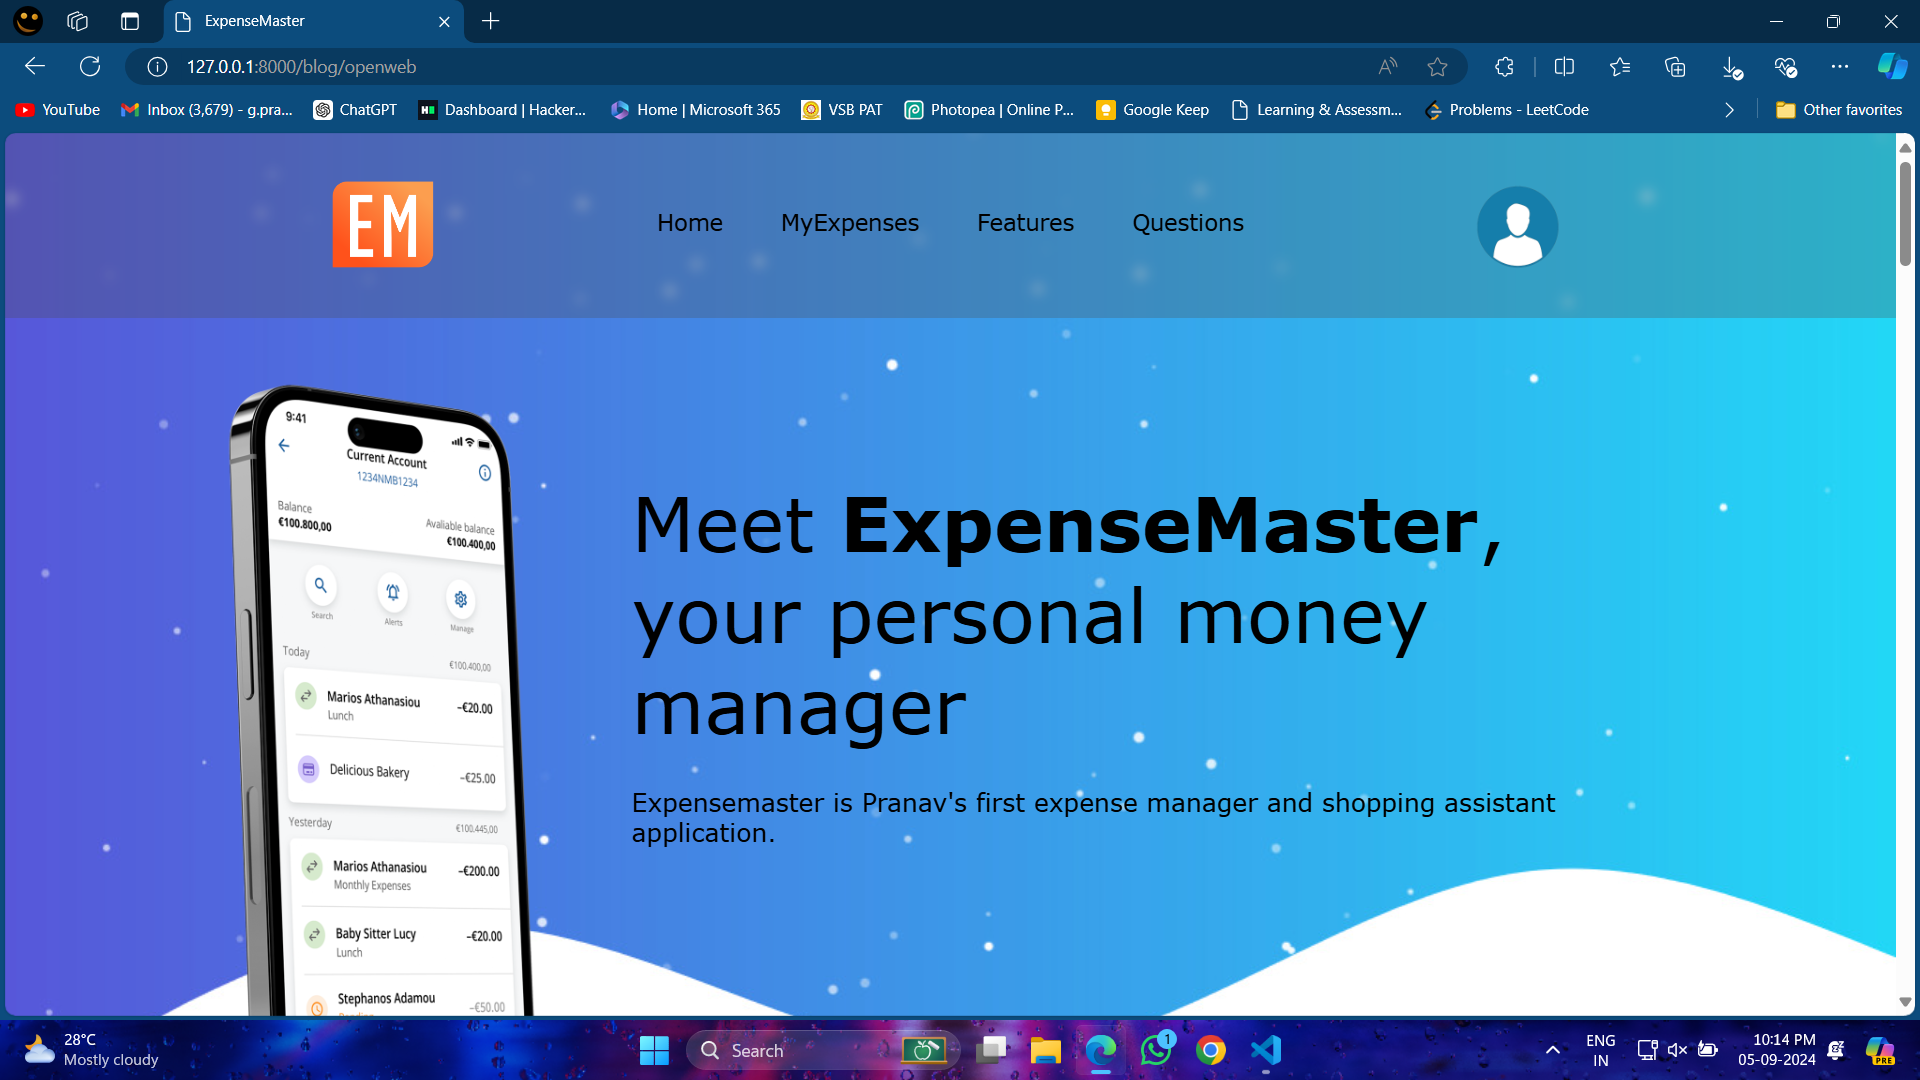 ExpenseMaster
127.0.0.1:8000/blog/openweb
YouTube
Inbox (3,679) - g.pra...
ChatGPT
Dashboard | Hacker...
Home | Microsoft 365
VSB PAT
Photopea | Online P...
Google Keep
Learning & Assessm...
Problems - LeetCode
Other favorites
EM
Home
MyExpenses
Features
Questions
9:41
Current Account
1234NMB1234
Balance
€100.800,00
Avaliable balance
€100.400,00
Search
Alerts
Manage
Today
€100.400,00
Marios Athanasiou
Lunch
-€20.00
Delicious Bakery
-€25.00
Yesterday
€100.445,00
Marios Athanasiou
Monthly Expenses
-€200.00
Baby Sitter Lucy
Lunch
-€20.00
Stephanos Adamou
-€50.00
Meet ExpenseMaster,
your personal money
manager
Expensemaster is Pranav's first expense manager and shopping assistant
application.
28°C
Mostly cloudy
Search
1
ENG
IN
10:14 PM
05-09-2024
PRE